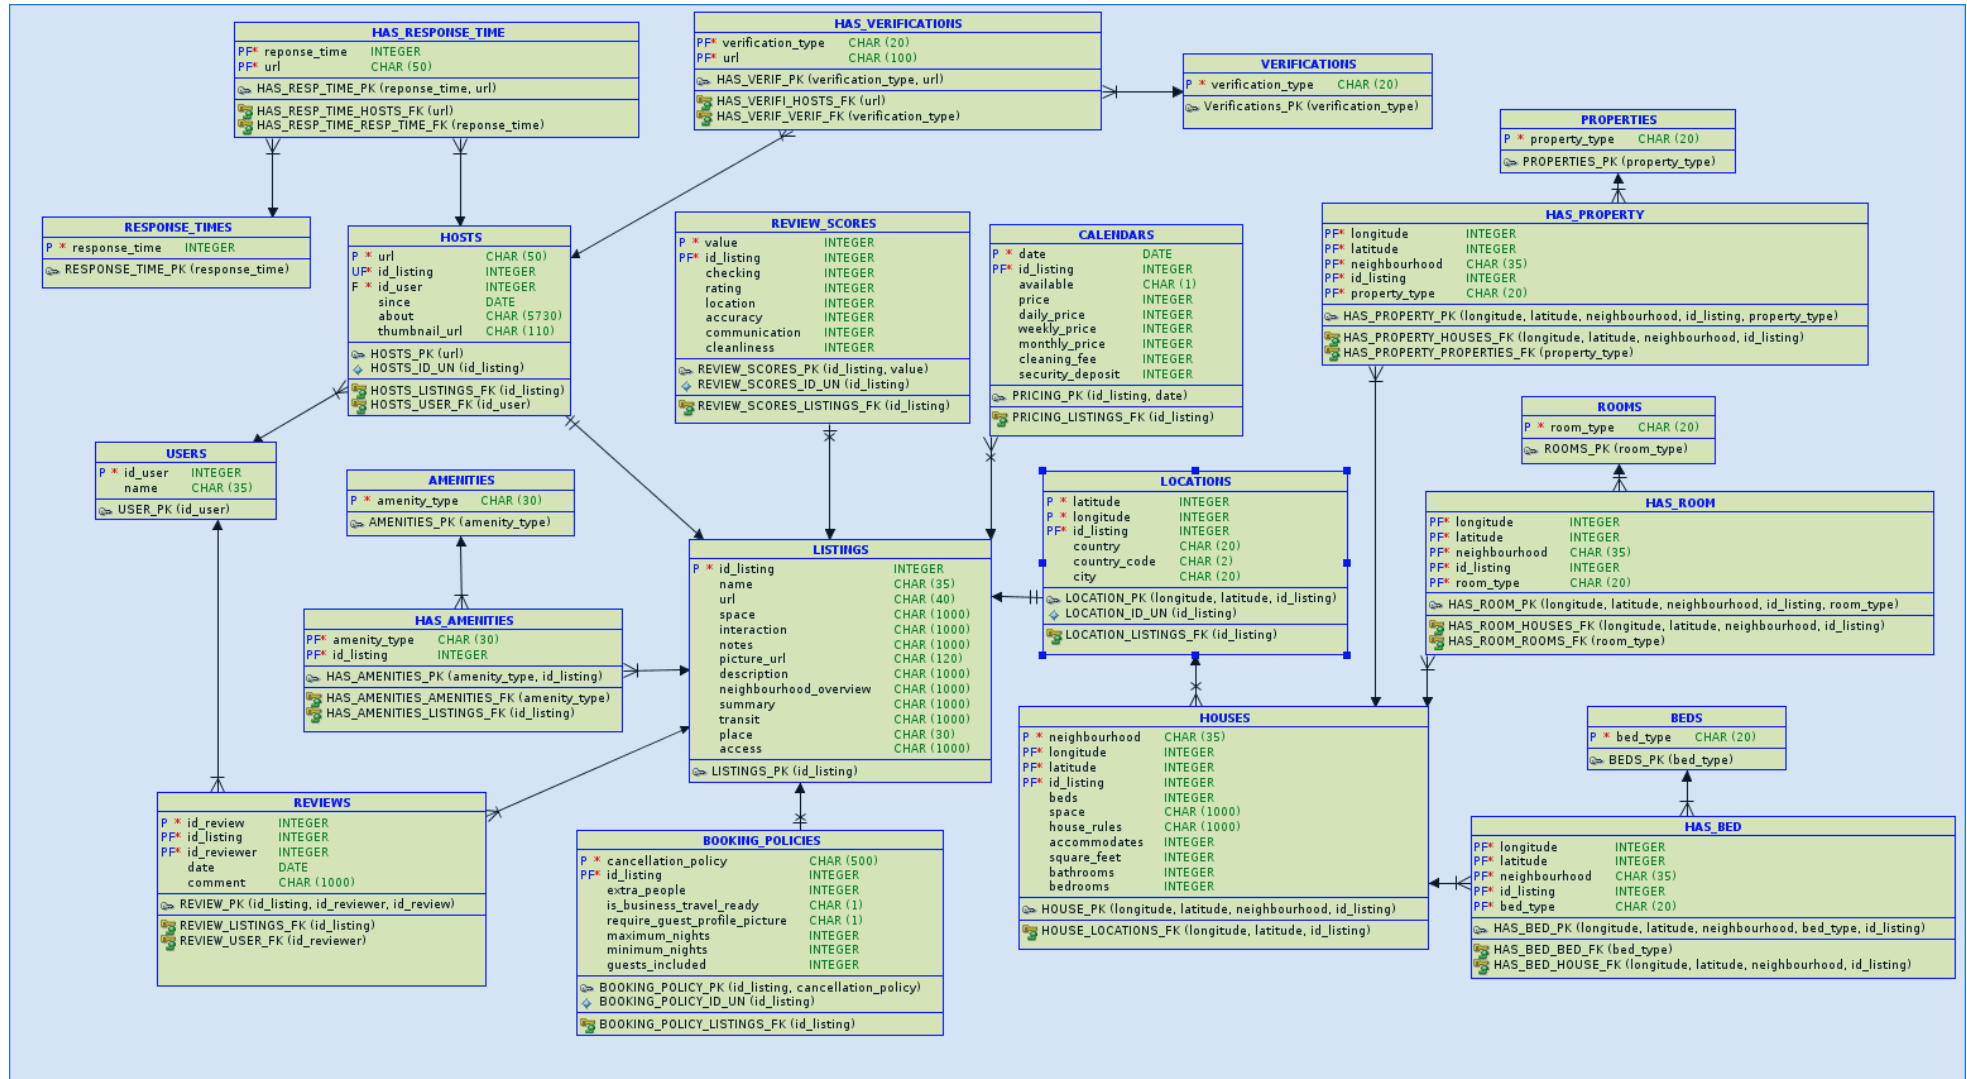 HAS_RESPONSE_TIME
PF* reponse_time INTEGER
PF* url CHAR (50)
HAS_RESP_TIME_PK (reponse_time, url)
HAS_RESP_TIME_HOSTS_FK (url)
HAS_RESP_TIME_RESP_TIME_FK (reponse_time)
HAS_VERIFICATIONS
PF* verification_type CHAR (20)
PF* url CHAR (100)
HAS_VERIF_PK (verification_type, url)
HAS_VERIFI_HOSTS_FK (url)
HAS_VERIF_VERIF_FK (verification_type)
VERIFICATIONS
P * verification_type CHAR (20)
Verifications_PK (verification_type)
PROPERTIES
P * property_type CHAR (20)
PROPERTIES_PK (property_type)
RESPONSE_TIMES
P * response_time INTEGER
RESPONSE_TIME_PK (response_time)
HOSTS
P * url CHAR (50)
UF* id_listing INTEGER
F * id_user INTEGER
since DATE
about CHAR (5730)
thumbnail_url CHAR (110)
HOSTS_PK (url)
HOSTS_ID_UN (id_listing)
HOSTS_LISTINGS_FK (id_listing)
HOSTS_USER_FK (id_user)
REVIEW_SCORES
P * value INTEGER
PF* id_listing INTEGER
checking INTEGER
rating INTEGER
location INTEGER
accuracy INTEGER
communication INTEGER
cleanliness INTEGER
REVIEW_SCORES_PK (id_listing, value)
REVIEW_SCORES_ID_UN (id_listing)
REVIEW_SCORES_LISTINGS_FK (id_listing)
CALENDARS
P * date DATE
PF* id_listing INTEGER
available CHAR (1)
price INTEGER
daily_price INTEGER
weekly_price INTEGER
monthly_price INTEGER
cleaning_fee INTEGER
security_deposit INTEGER
PRICING_PK (id_listing, date)
PRICING_LISTINGS_FK (id_listing)
HAS_PROPERTY
PF* longitude INTEGER
PF* latitude INTEGER
PF* neighbourhood CHAR (35)
PF* id_listing INTEGER
PF* property_type CHAR (20)
HAS_PROPERTY_PK (longitude, latitude, neighbourhood, id_listing, property_type)
HAS_PROPERTY_HOUSES_FK (longitude, latitude, neighbourhood, id_listing)
HAS_PROPERTY_PROPERTIES_FK (property_type)
ROOMS
P * room_type CHAR (20)
ROOMS_PK (room_type)
USERS
P * id_user INTEGER
name CHAR (35)
USER_PK (id_user)
AMENITIES
P * amenity_type CHAR (30)
AMENITIES_PK (amenity_type)
LOCATIONS
P * latitude INTEGER
P * longitude INTEGER
PF* id_listing INTEGER
country CHAR (20)
country_code CHAR (2)
city CHAR (20)
LOCATION_PK (longitude, latitude, id_listing)
LOCATION_ID_UN (id_listing)
LOCATION_LISTINGS_FK (id_listing)
HAS_ROOM
PF* longitude INTEGER
PF* latitude INTEGER
PF* neighbourhood CHAR (35)
PF* id_listing INTEGER
PF* room_type CHAR (20)
HAS_ROOM_PK (longitude, latitude, neighbourhood, id_listing, room_type)
HAS_ROOM_HOUSES_FK (longitude, latitude, neighbourhood, id_listing)
HAS_ROOM_ROOMS_FK (room_type)
LISTINGS
P * id_listing INTEGER
name CHAR (35)
url CHAR (40)
space CHAR (1000)
interaction CHAR (1000)
notes CHAR (1000)
picture_url CHAR (120)
description CHAR (1000)
neighbourhood_overview CHAR (1000)
summary CHAR (1000)
transit CHAR (1000)
place CHAR (30)
access CHAR (1000)
LISTINGS_PK (id_listing)
HAS_AMENITIES
PF* amenity_type CHAR (30)
PF* id_listing INTEGER
HAS_AMENITIES_PK (amenity_type, id_listing)
HAS_AMENITIES_AMENITIES_FK (amenity_type)
HAS_AMENITIES_LISTINGS_FK (id_listing)
HOUSES
P * neighbourhood CHAR (35)
PF* longitude INTEGER
PF* latitude INTEGER
PF* id_listing INTEGER
beds INTEGER
space CHAR (1000)
house_rules CHAR (1000)
accommodates INTEGER
square_feet INTEGER
bathrooms INTEGER
bedrooms INTEGER
HOUSE_PK (longitude, latitude, neighbourhood, id_listing)
HOUSE_LOCATIONS_FK (longitude, latitude, id_listing)
BEDS
P * bed_type CHAR (20)
BEDS_PK (bed_type)
REVIEWS
P * id_review INTEGER
PF* id_listing INTEGER
PF* id_reviewer INTEGER
date DATE
comment CHAR (1000)
REVIEW_PK (id_listing, id_reviewer, id_review)
REVIEW_LISTINGS_FK (id_listing)
REVIEW_USER_FK (id_reviewer)
BOOKING_POLICIES
P * cancellation_policy CHAR (500)
PF* id_listing INTEGER
extra_people INTEGER
is_business_travel_ready CHAR (1)
require_guest_profile_picture CHAR (1)
maximum_nights INTEGER
minimum_nights INTEGER
guests_included INTEGER
BOOKING_POLICY_PK (id_listing, cancellation_policy)
BOOKING_POLICY_ID_UN (id_listing)
BOOKING_POLICY_LISTINGS_FK (id_listing)
HAS_BED
PF* longitude INTEGER
PF* latitude INTEGER
PF* neighbourhood CHAR (35)
PF* id_listing INTEGER
PF* bed_type CHAR (20)
HAS_BED_PK (longitude, latitude, neighbourhood, bed_type, id_listing)
HAS_BED_BED_FK (bed_type)
HAS_BED_HOUSE_FK (longitude, latitude, neighbourhood, id_listing)